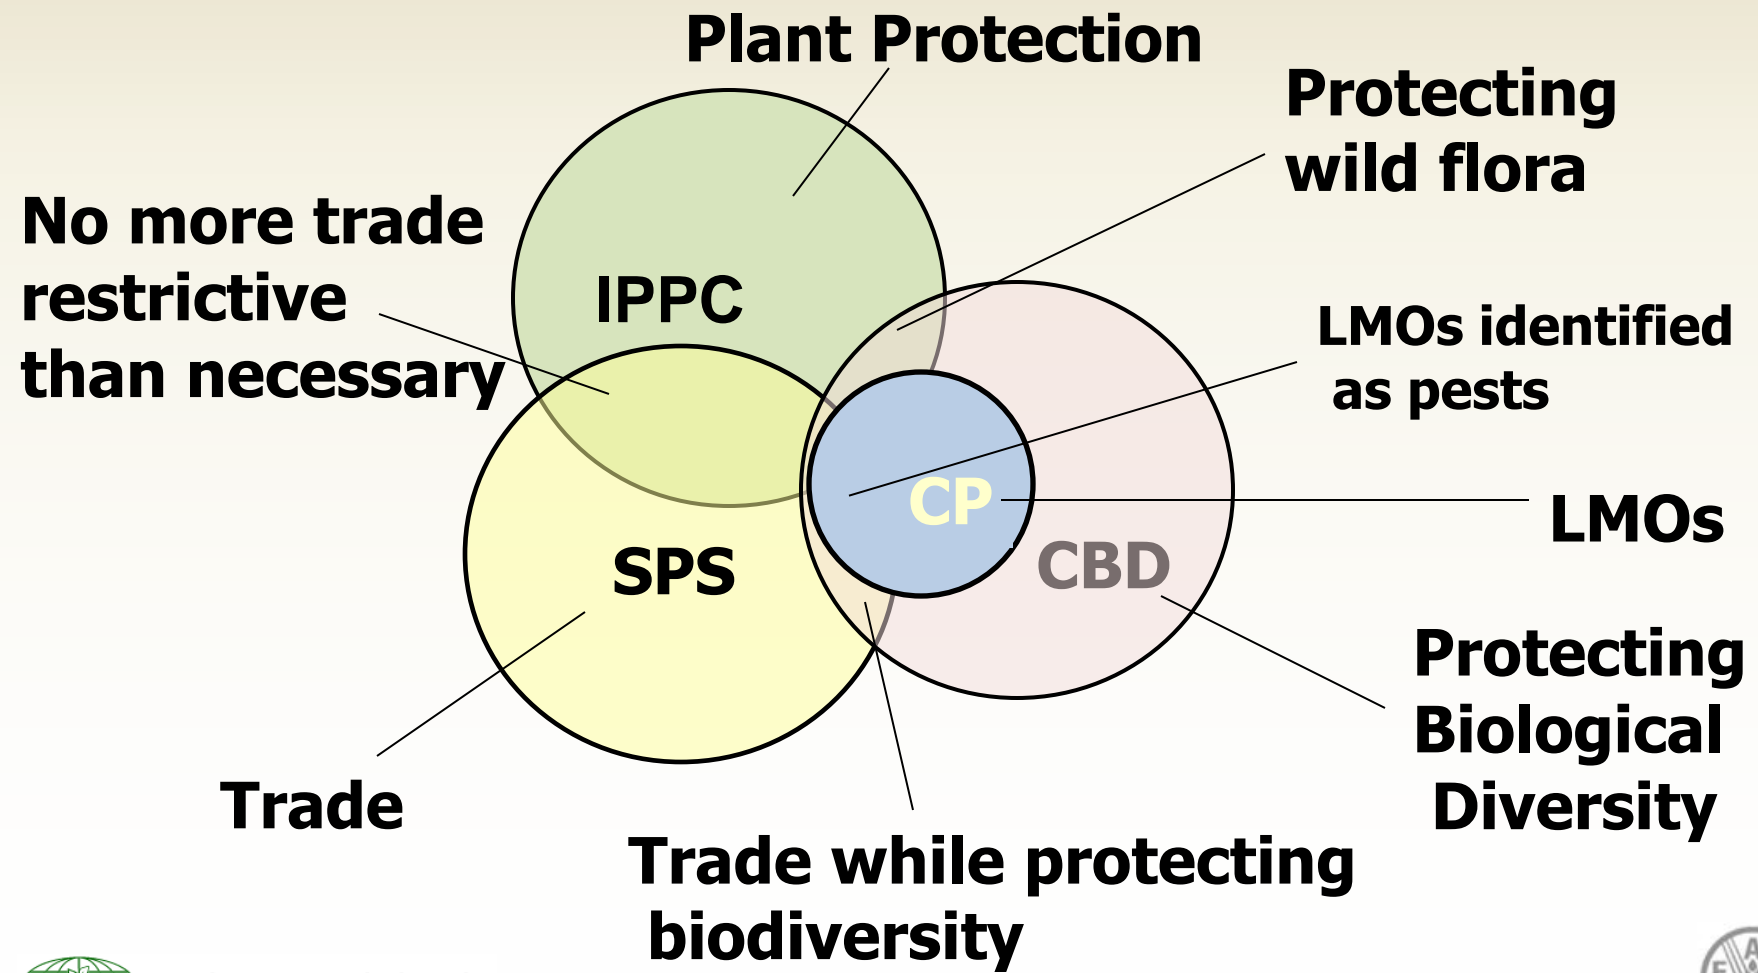 Plant Protection
Protecting
wild flora
No more trade
restrictive
than necessary
IPPC
LMOs identified
as pests
CP
LMOs
SPS
CBD
Protecting
Biological
Diversity
Trade
Trade while protecting
biodiversity